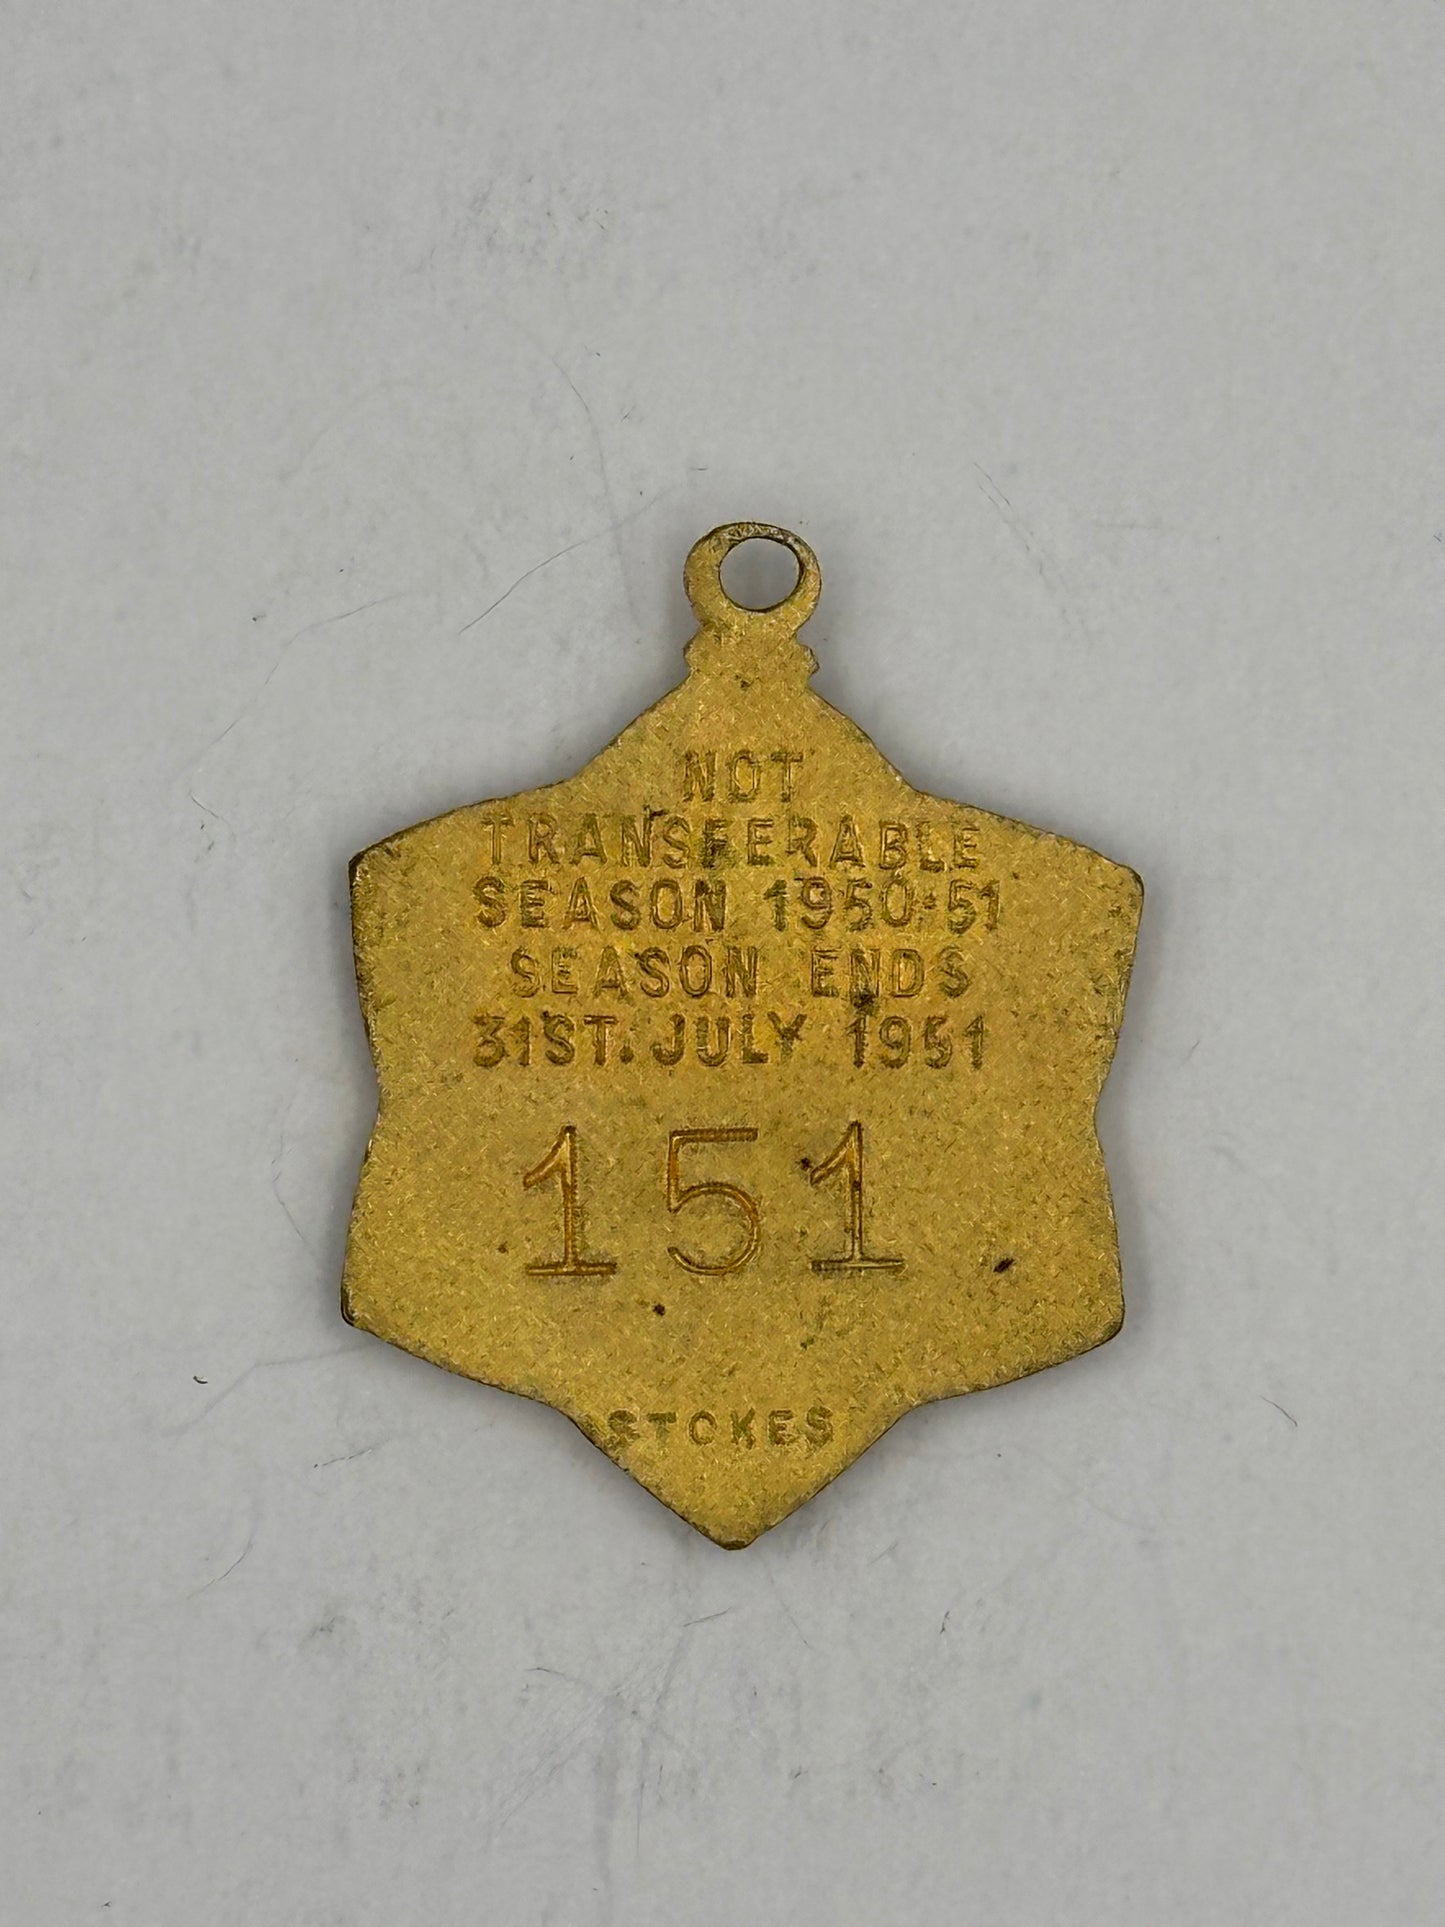 NOT
TRANSFERABLE
SEASON 1950-51
SEASON ENDS
31ST. JULY 1951
151
STOKES